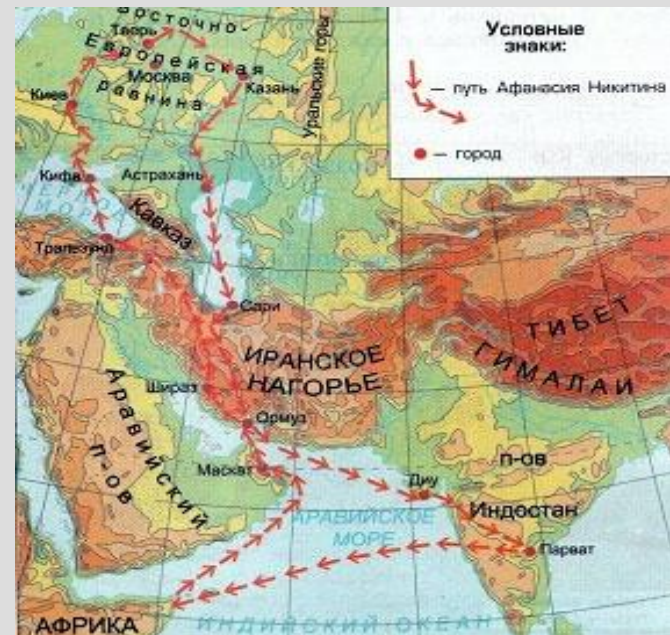 Условные
знаки:
— путь Афанасия Никитина
— город
Восточно-
Европейская
равнина
Тверь
Москва
Казань
Киев
Уральские горы
Кифа
Астрахань
МОРЕ
Кавказ
Трапезунд
Сари
ИРАНСКОЕ
НАГОРЬЕ
ТИБЕТ
ГИМАЛАИ
Шираз
Ормуз
Аравийский
п-ов
Маскат
Диу
п-ов
Индостан
АРАВИЙСКОЕ
МОРЕ
Парват
АФРИКА
ИНДИЙСКИЙ ОКЕАН